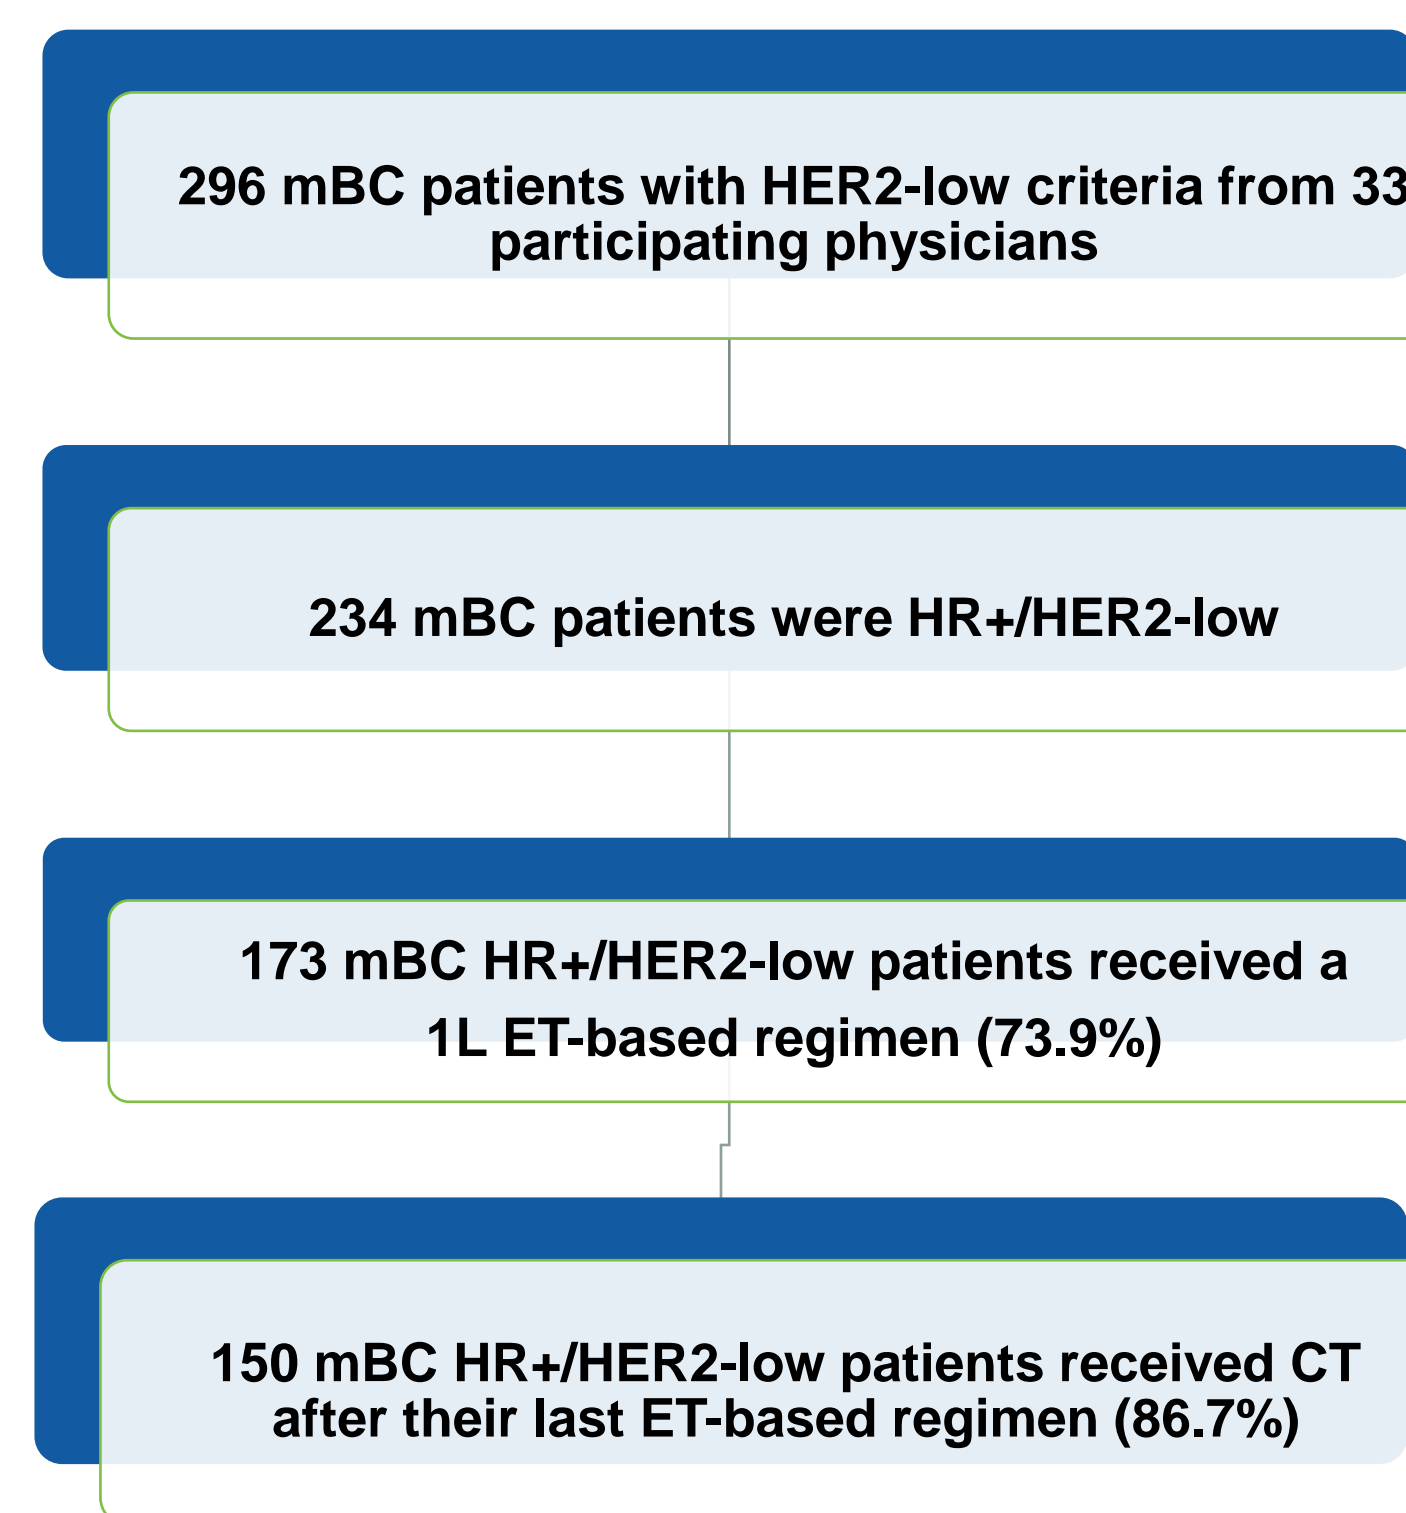 296 mBC patients with HER2-low criteria from 33
participating physicians
234 mBC patients were HR+/HER2-low
173 mBC HR+/HER2-low patients received a
1L ET-based regimen (73.9%)
150 mBC HR+/HER2-low patients received CT
after their last ET-based regimen (86.7%)